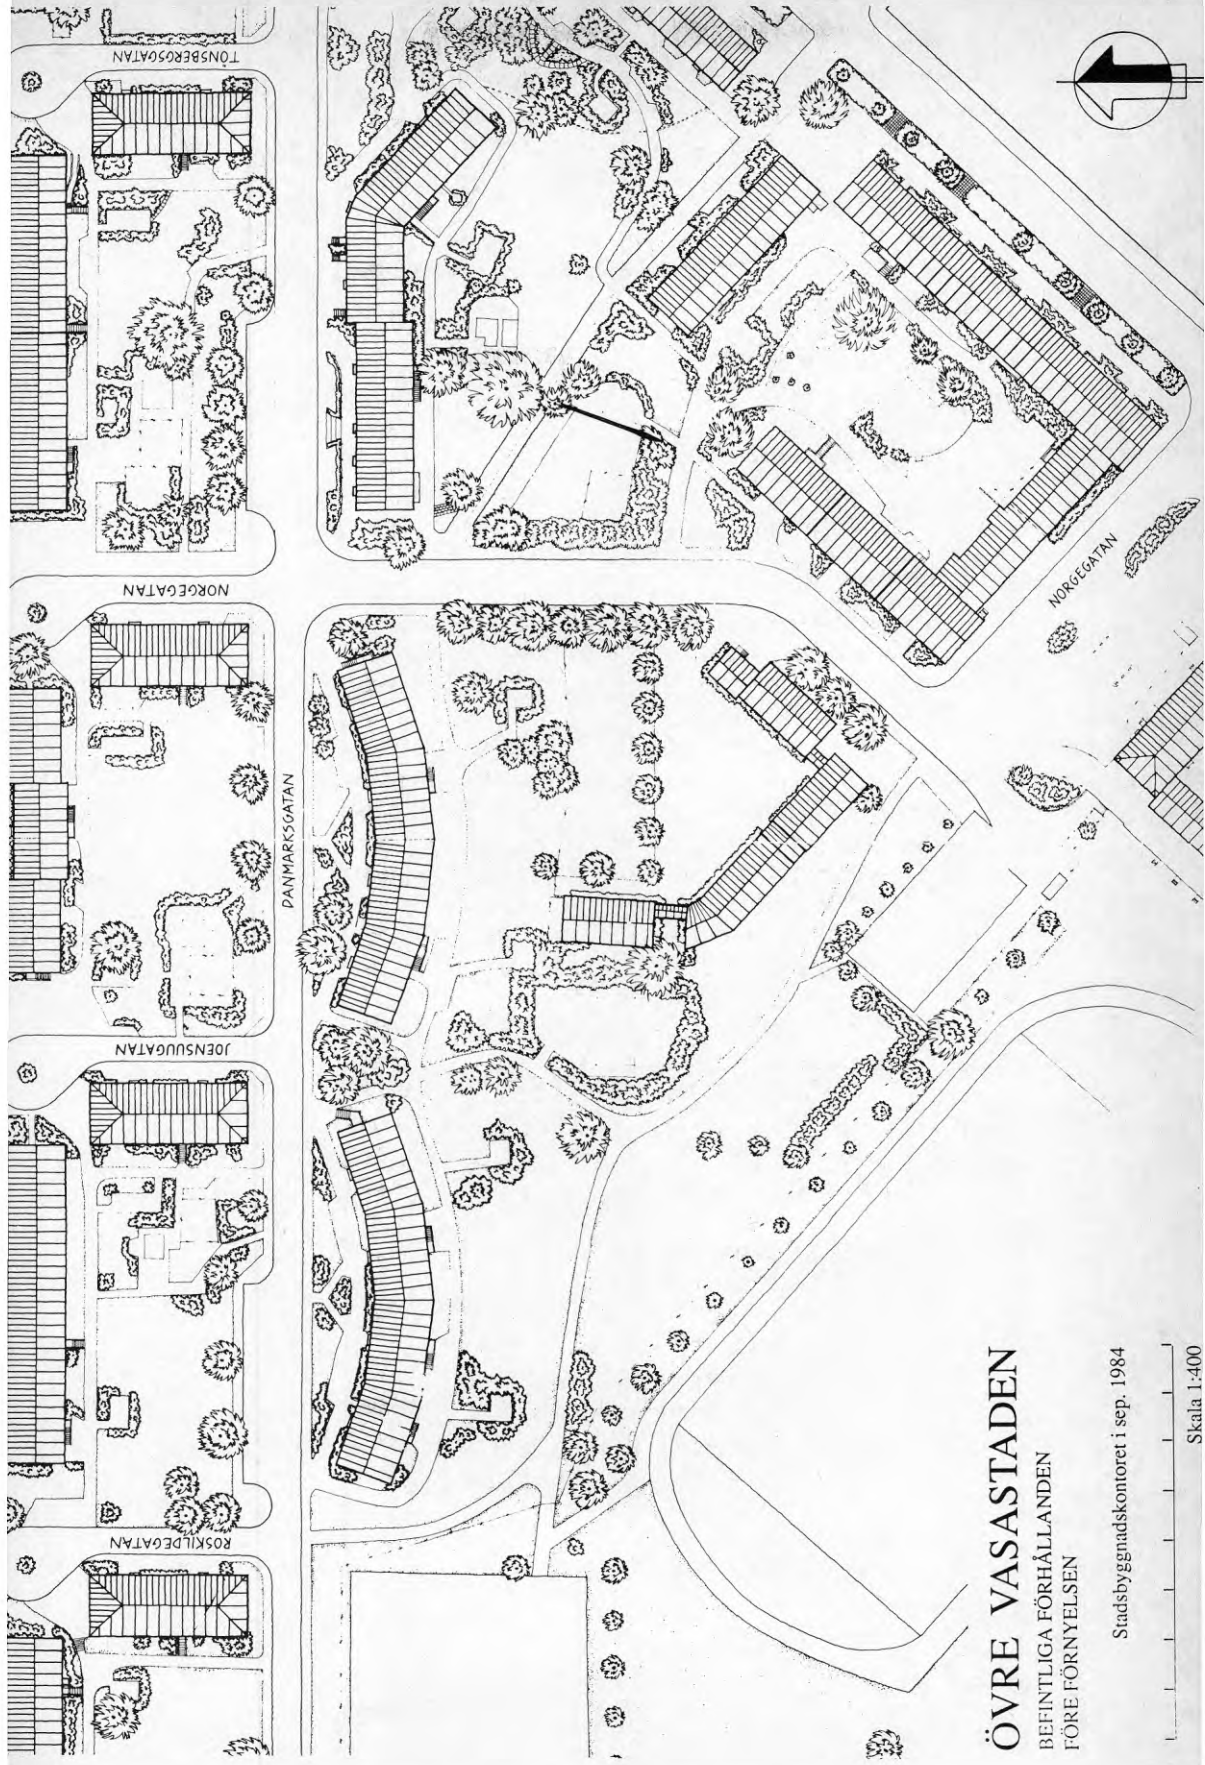 TÖNSBERGSGATAN
NORGEGATAN
NORGEGATAN
DANMARKSGATAN
JOENSUUGATAN
ROSKILDEGATAN
ÖVRE VASASTADEN
BEFINTLIGA FÖRHÅLLANDEN
FÖRE FÖRNYELSEN
Stadsbyggnadskontoret i sep. 1984
Skala 1:400